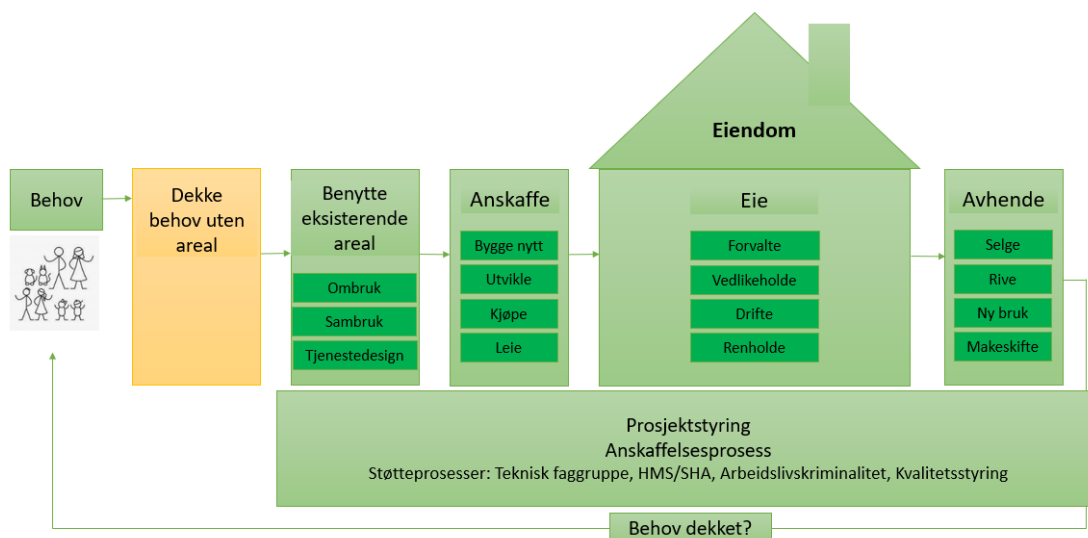 Eiendom
Behov
Dekke
behov uten
areal
Benytte
eksisterende
areal
Ombruk
Sambruk
Tjenestedesign
Anskaffe
Bygge nytt
Utvikle
Kjøpe
Leie
Eie
Forvalte
Vedlikeholde
Drifte
Renholde
Avhende
Selge
Rive
Ny bruk
Makeskifte
Prosjektstyring
Anskaffelsesprosess
Støtteprosesser: Teknisk faggruppe, HMS/SHA, Arbeidslivskriminalitet, Kvalitetsstyring
Behov dekket?